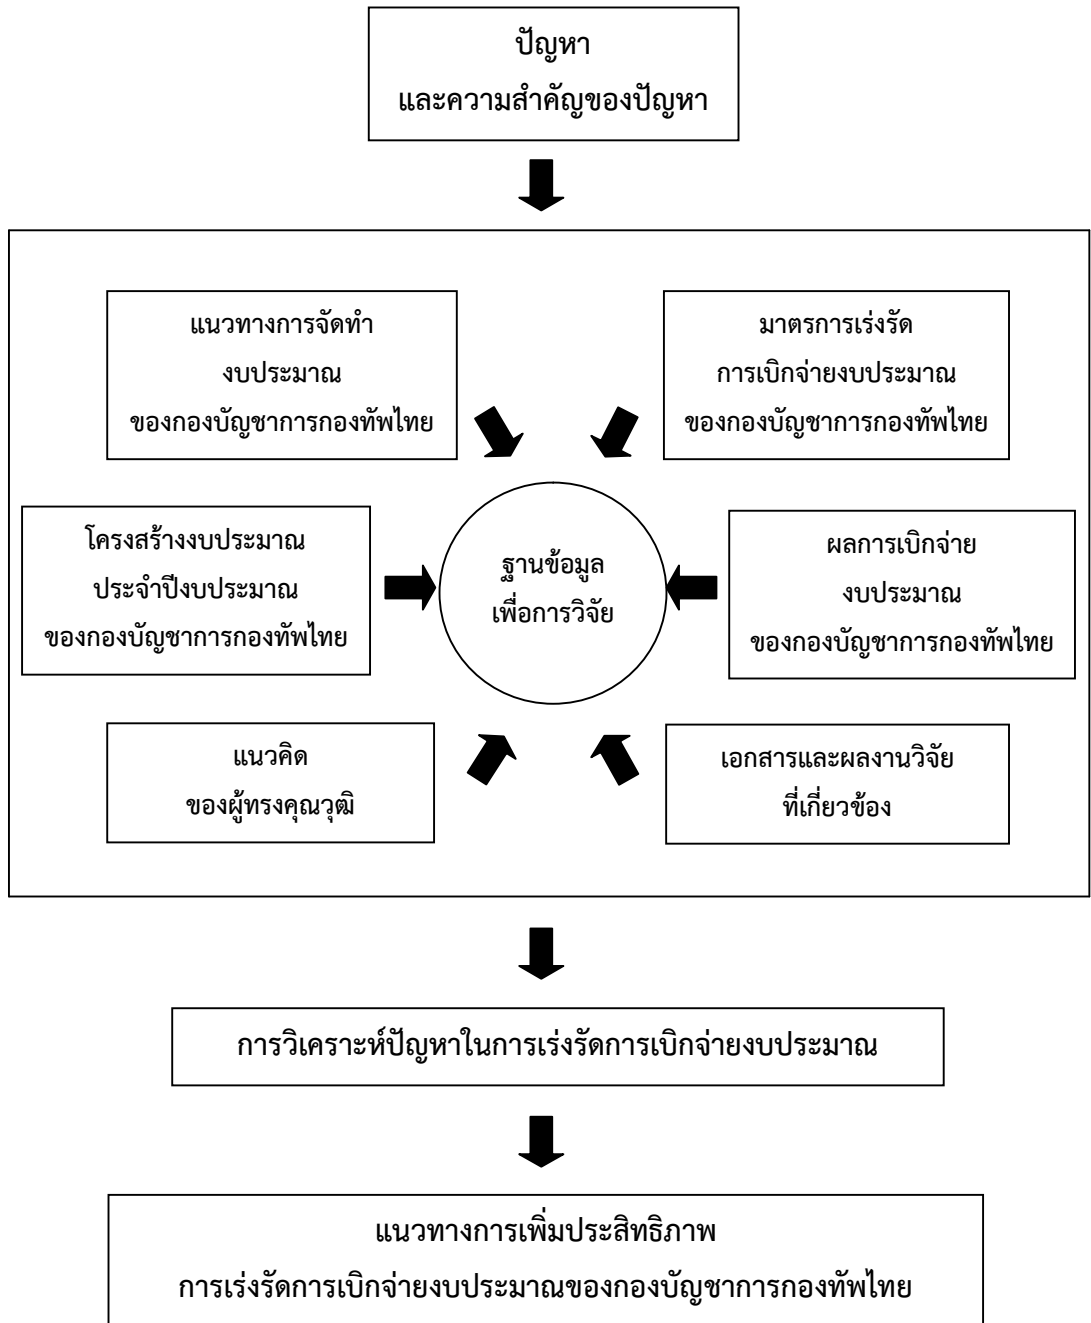 ปัญหา
และความสำคัญของปัญหา
แนวทางการจัดทำ
งบประมาณ
ของกองบัญชาการกองทัพไทย
มาตรการเร่งรัด
การเบิกจ่ายงบประมาณ
ของกองบัญชาการกองทัพไทย
โครงสร้างงบประมาณ
ประจำปีงบประมาณ
ของกองบัญชาการกองทัพไทย
ฐานข้อมูล
เพื่อการวิจัย
ผลการเบิกจ่าย
งบประมาณ
ของกองบัญชาการกองทัพไทย
แนวคิด
ของผู้ทรงคุณวุฒิ
เอกสารและผลงานวิจัย
ที่เกี่ยวข้อง
การวิเคราะห์ปัญหาในการเร่งรัดการเบิกจ่ายงบประมาณ
แนวทางการเพิ่มประสิทธิภาพ
การเร่งรัดการเบิกจ่ายงบประมาณของกองบัญชาการกองทัพไทย